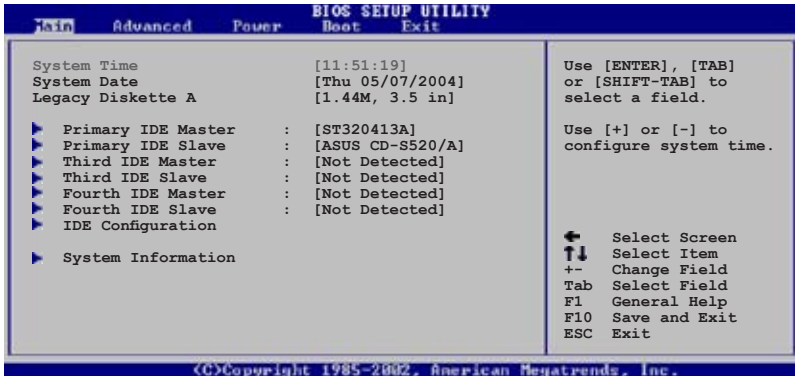 BIOS SETUP UTILITY
Main Advanced Power Boot Exit
System Time [11:51:19]
System Date [Thu 05/07/2004]
Legacy Diskette A [1.44M, 3.5 in]
Primary IDE Master : [ST320413A]
Primary IDE Slave : [ASUS CD-S520/A]
Third IDE Master : [Not Detected]
Third IDE Slave : [Not Detected]
Fourth IDE Master : [Not Detected]
Fourth IDE Slave : [Not Detected]
IDE Configuration
System Information
Use [ENTER], [TAB]
or [SHIFT-TAB] to
select a field.
Use [+] or [-] to
configure system time.
Select Screen
Select Item
+- Change Field
Tab Select Field
F1 General Help
F10 Save and Exit
ESC Exit
(C)Copyright 1985-2002, American Megatrends, Inc.